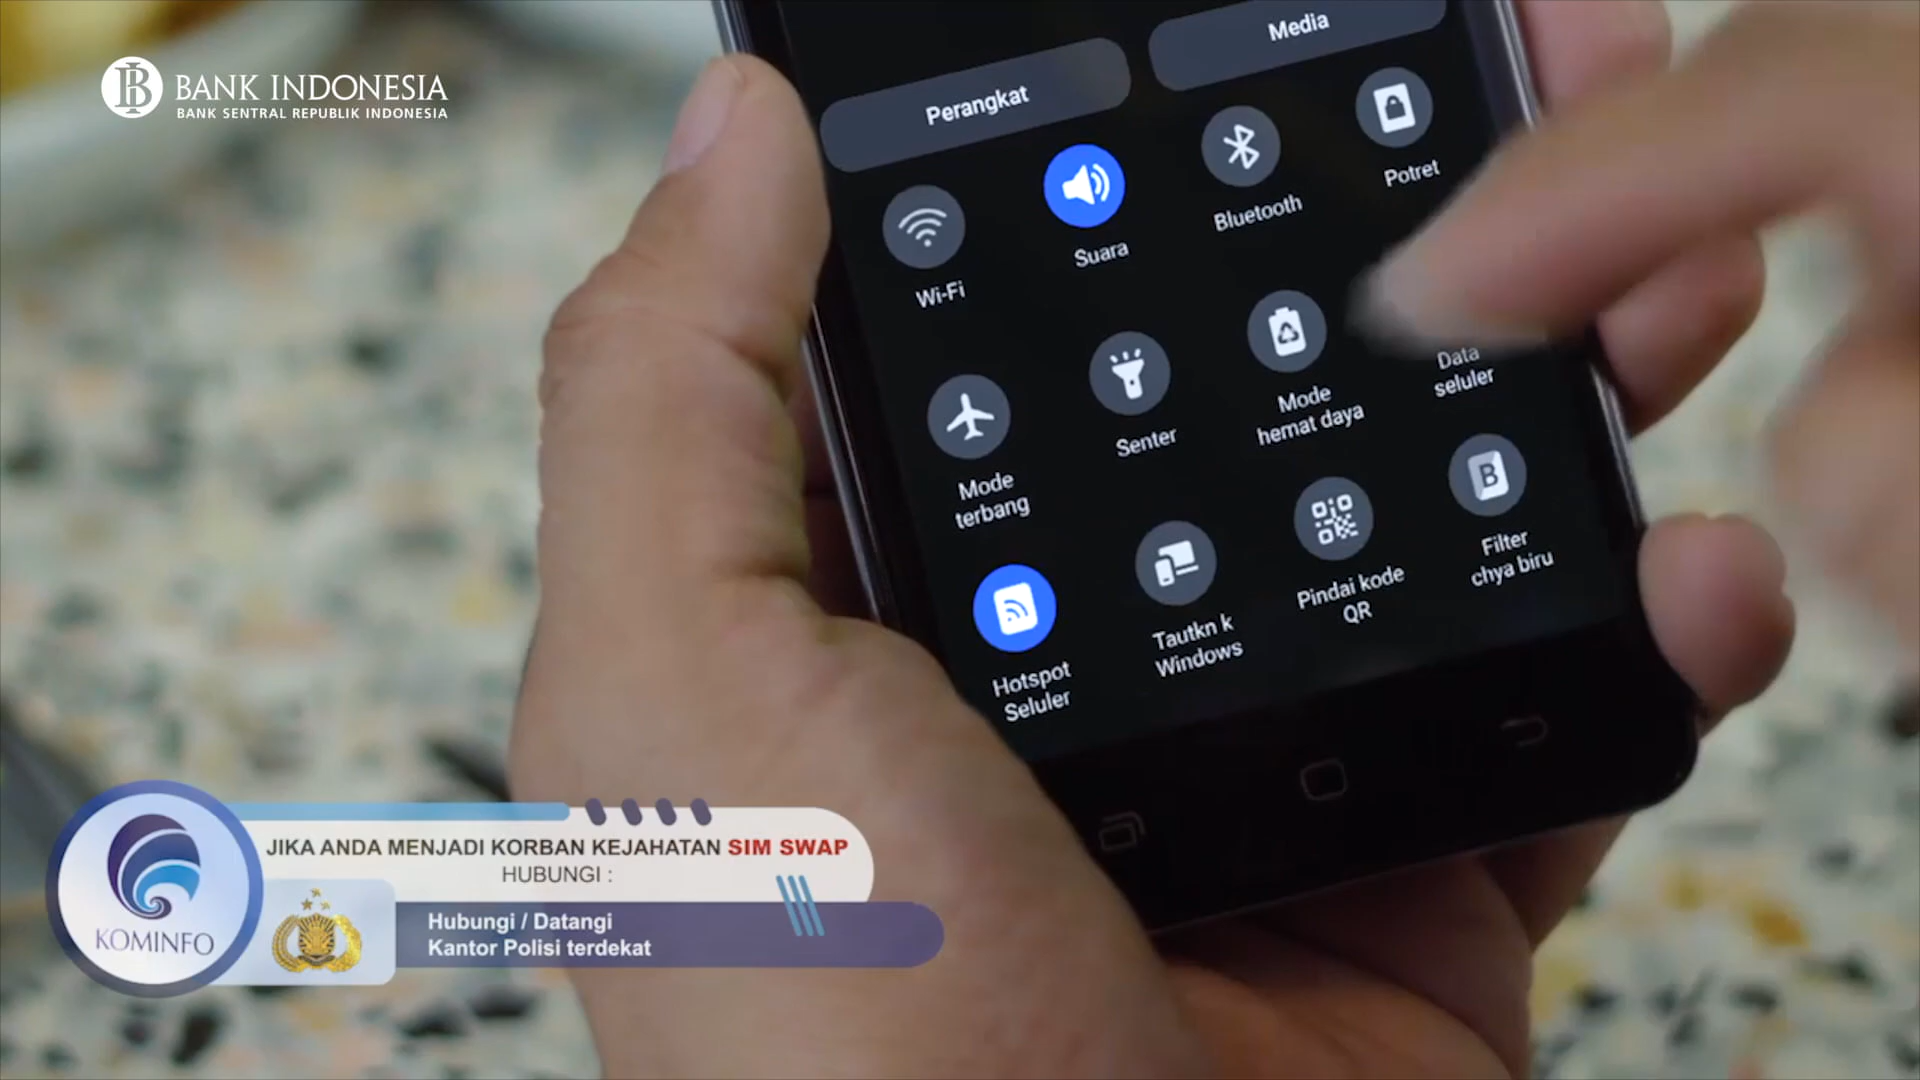 BANK INDONESIA
BANK SENTRAL REPUBLIK INDONESIA
Perangkat
Media
Wi-Fi
Suara
Bluetooth
Potret
Mode
terbang
Senter
Mode
hemat daya
Data
seluler
Hotspot
Seluler
Tautkn k
Windows
Pindai kode
QR
Filter
chya biru
KOMINFO
JIKA ANDA MENJADI KORBAN KEJAHATAN SIM SWAP
HUBUNGI :
Hubungi / Datangi
Kantor Polisi terdekat